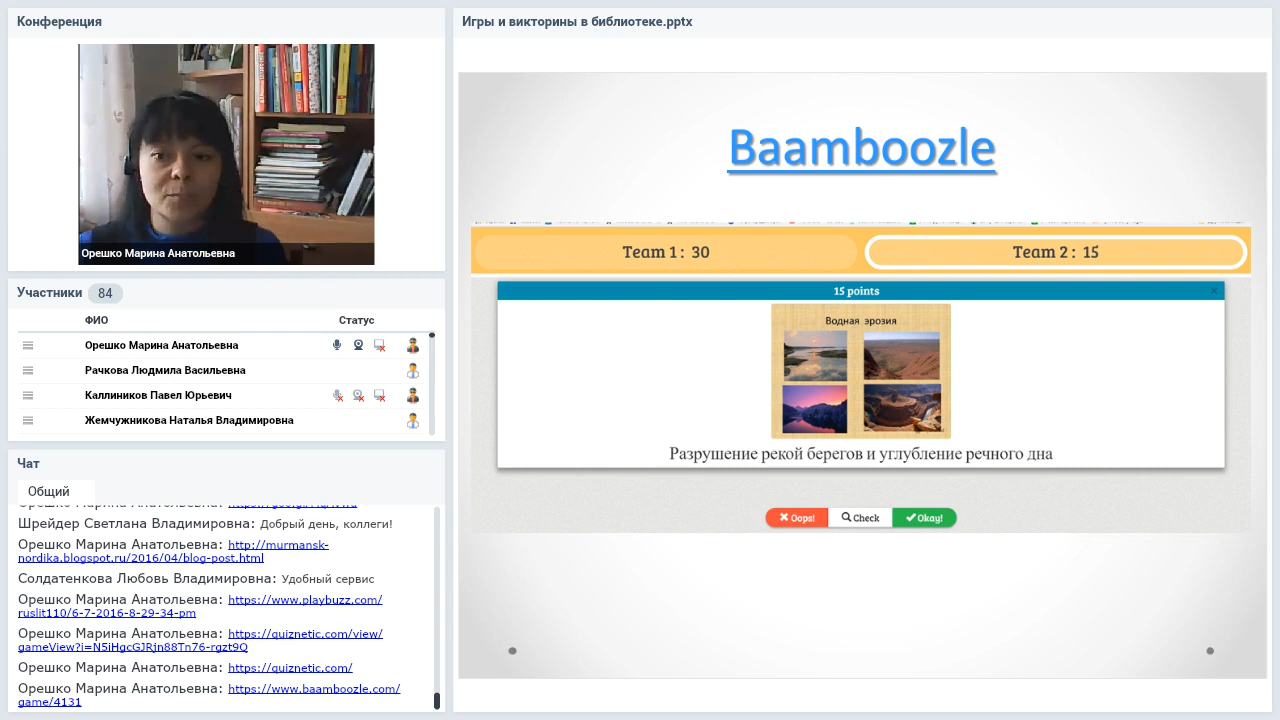 Конференция
Орешко Марина Анатольевна
Участники 84
ФИО Статус
Орешко Марина Анатольевна
Рачкова Людмила Васильевна
Каллиников Павел Юрьевич
Жемчужникова Наталья Владимировна
Чат
Общий
Шрейдер Светлана Владимировна: Добрый день, коллеги!
Орешко Марина Анатольевна: http://murmansk-
nordika.blogspot.ru/2016/04/blog-post.html
Солдатенкова Любовь Владимировна: Удобный сервис
Орешко Марина Анатольевна: https://www.playbuzz.com/
ruslit110/6-7-2016-8-29-34-pm
Орешко Марина Анатольевна: https://quiznetic.com/view/
gameView?i=N5iHgcGJRjn88Tn76-rgzt9Q
Орешко Марина Анатольевна: https://quiznetic.com/
Орешко Марина Анатольевна: https://www.baamboozle.com/
game/4131
Игры и викторины в библиотеке.pptx
Baamboozle
Team 1 : 30
Team 2 : 15
15 points
Водная эрозия
Разрушение рекой берегов и углубление речного дна
Oops! Check Okay!